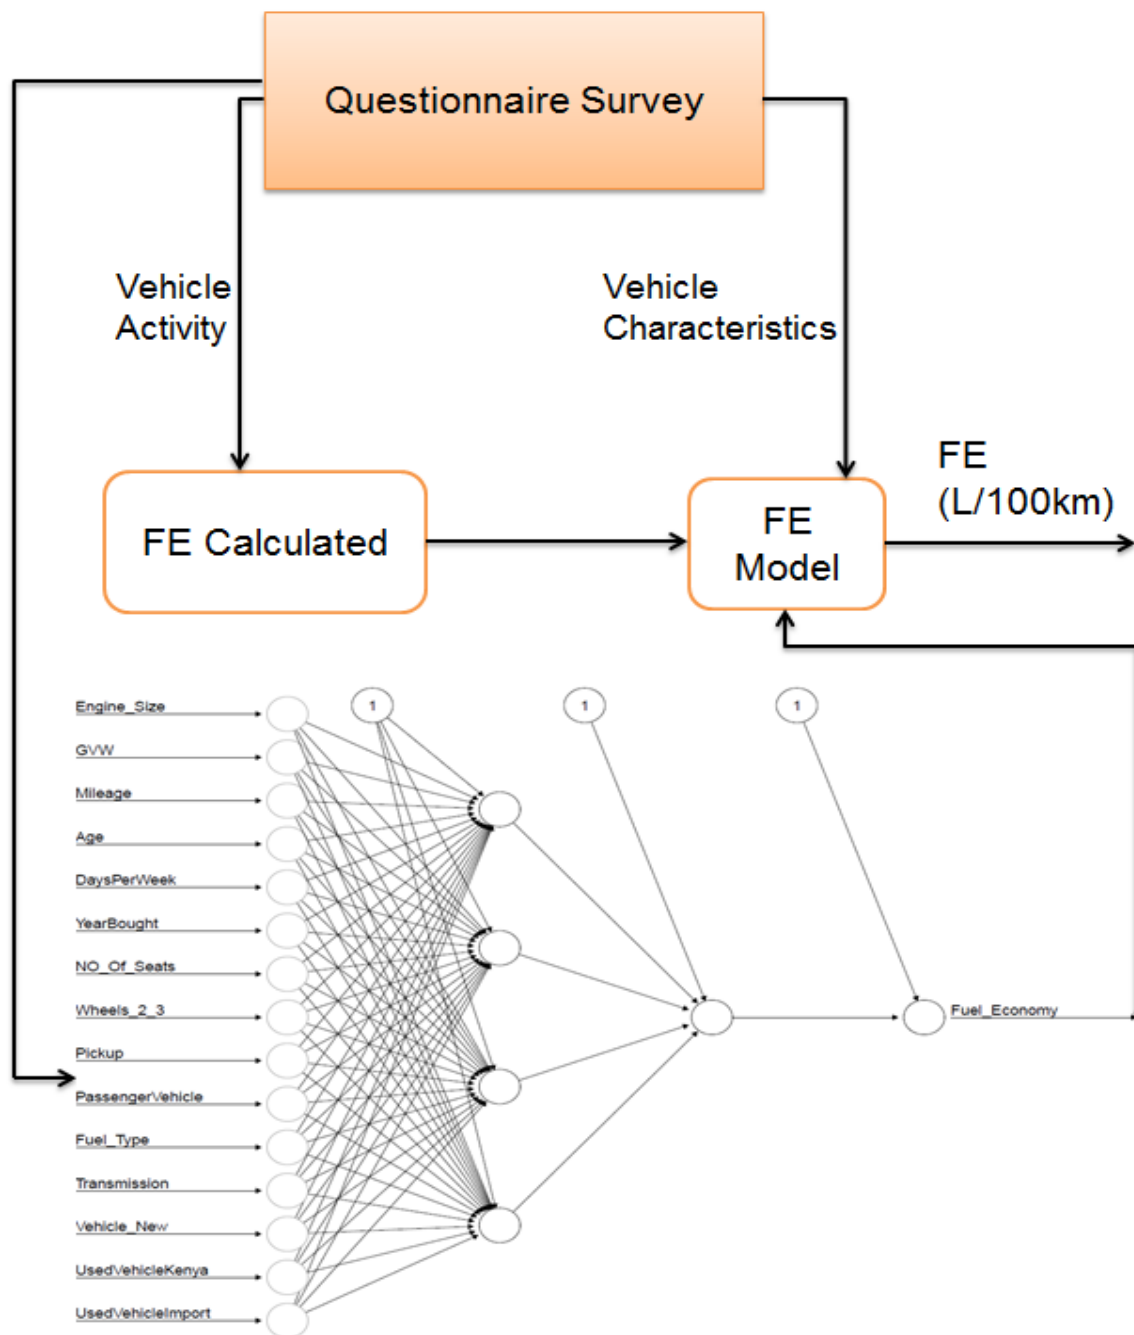 Questionnaire Survey
Vehicle
Activity
Vehicle
Characteristics
FE
(L/100km)
FE Calculated
FE
Model
1
1
1
Engine_Size
GVW
Mileage
Age
DaysPerWeek
YearBought
NO_Of_Seats
Wheels_2_3
Pickup
PassengerVehicle
Fuel_Type
Transmission
Vehicle_New
UsedVehicleKenya
UsedVehicleImport
Fuel_Economy